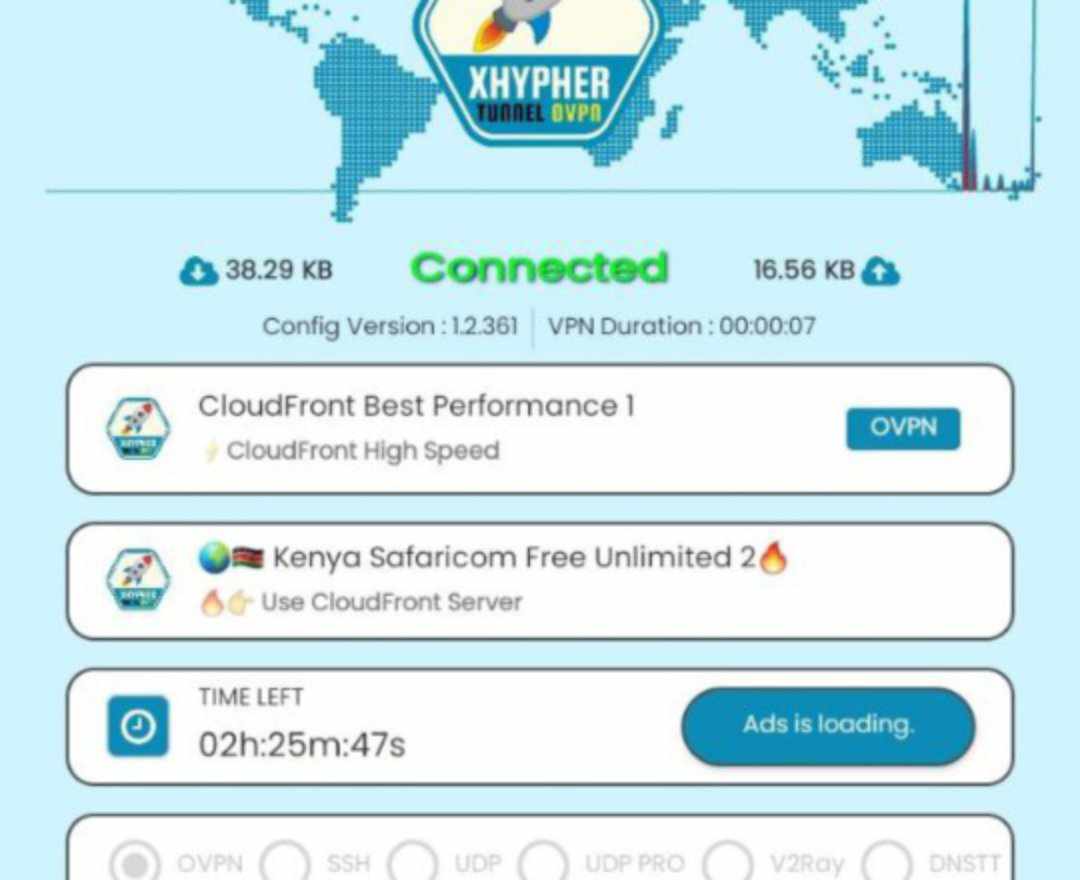 XHYPHER
TUNNEL OVPN
38.29 KB
Connected
16.56 KB
Config Version : 1.2.361
VPN Duration : 00:00:07
CloudFront Best Performance 1
⚡CloudFront High Speed
OVPN
🌍🇰🇪 Kenya Safaricom Free Unlimited 2🔥
🔥👉 Use CloudFront Server
TIME LEFT
02h:25m:47s
Ads is loading.
OVPN SSH UDP UDP PRO V2Ray DNSTT